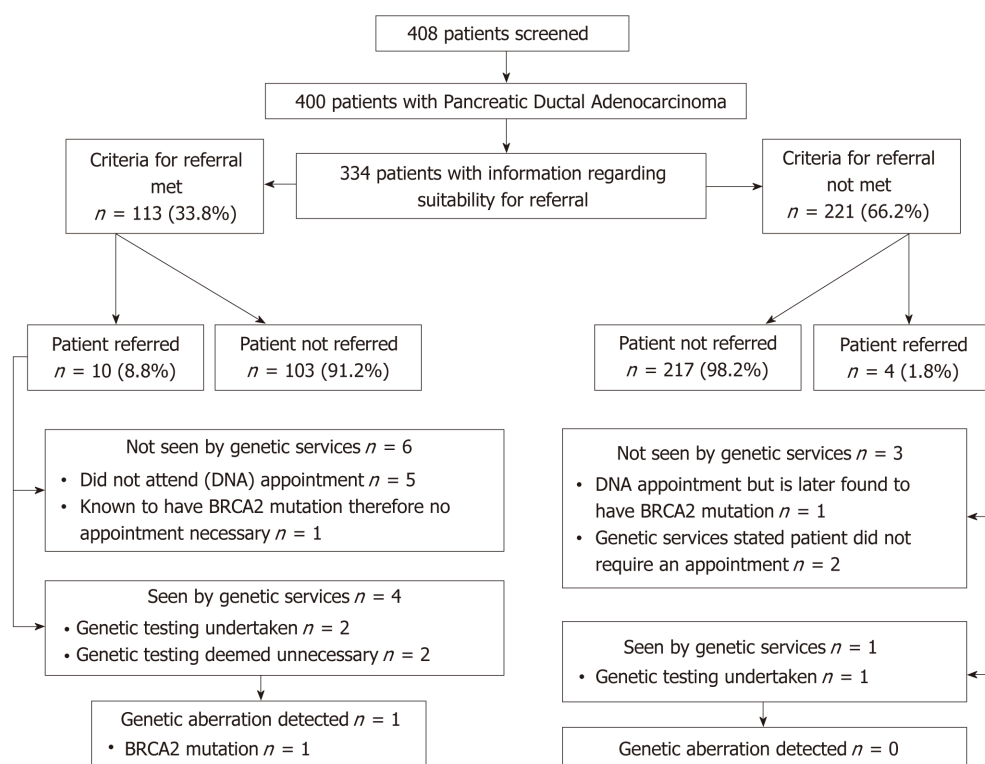 408 patients screened
400 patients with Pancreatic Ductal Adenocarcinoma
334 patients with information regarding
suitability for referral
Criteria for referral
met
n = 113 (33.8%)
Criteria for referral
not met
n = 221 (66.2%)
Patient referred
n = 10 (8.8%)
Patient not referred
n = 103 (91.2%)
Patient not referred
n = 217 (98.2%)
Patient referred
n = 4 (1.8%)
Not seen by genetic services n = 6
• Did not attend (DNA) appointment n = 5
• Known to have BRCA2 mutation therefore no
appointment necessary n = 1
Seen by genetic services n = 4
• Genetic testing undertaken n = 2
• Genetic testing deemed unnecessary n = 2
Genetic aberration detected n = 1
• BRCA2 mutation n = 1
Not seen by genetic services n = 3
• DNA appointment but is later found to
have BRCA2 mutation n = 1
• Genetic services stated patient did not
require an appointment n = 2
Seen by genetic services n = 1
• Genetic testing undertaken n = 1
Genetic aberration detected n = 0